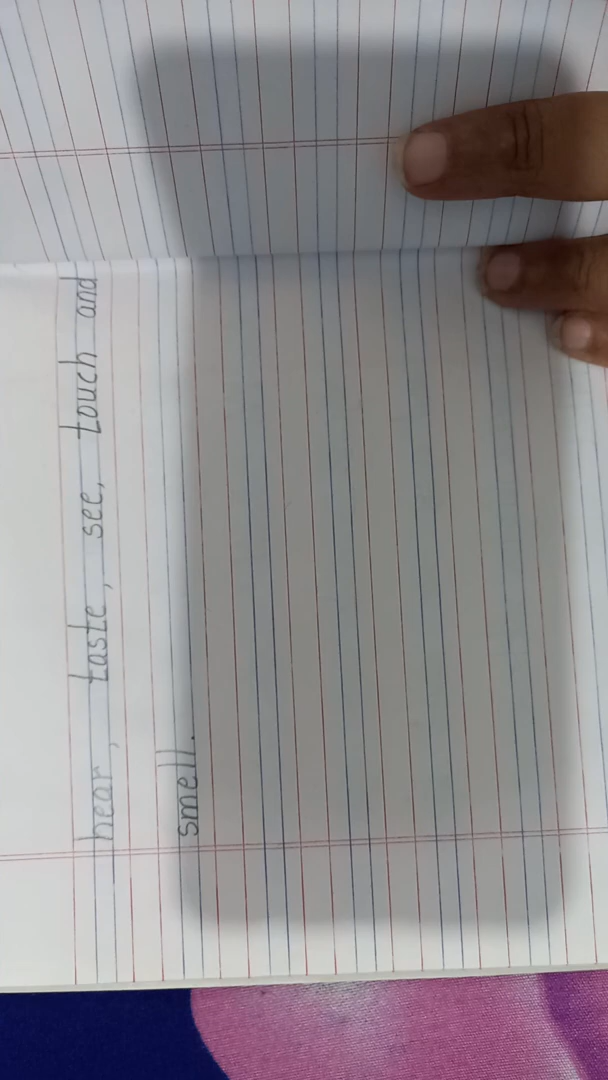 hear, taste, see, touch and
smell.